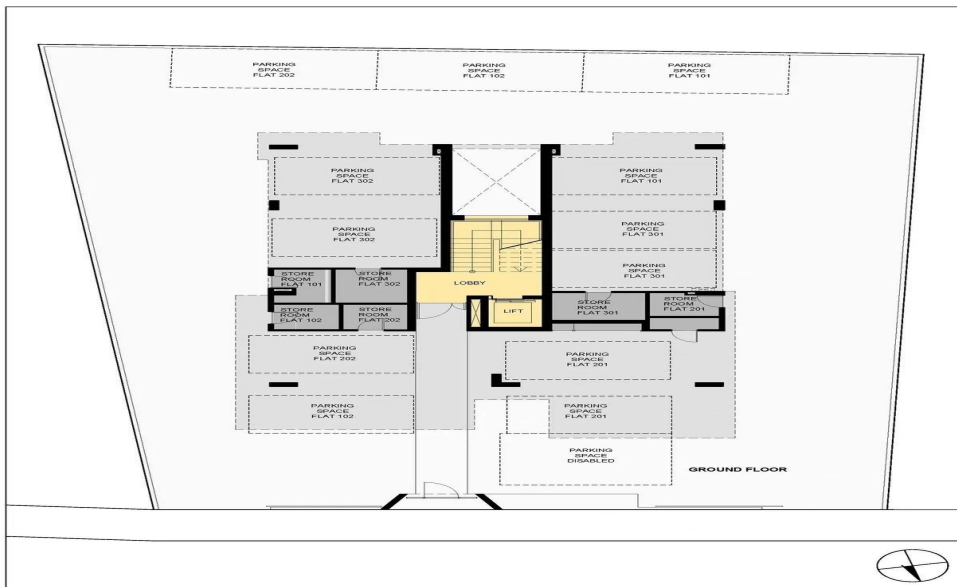 PARKING
SPACE
FLAT 202
PARKING
SPACE
FLAT 102
PARKING
SPACE
FLAT 101
PARKING
SPACE
FLAT 302
PARKING
SPACE
FLAT 101
PARKING
SPACE
FLAT 302
PARKING
SPACE
FLAT 301
PARKING
SPACE
FLAT 301
STORE
ROOM
FLAT 101
STORE
ROOM
FLAT 302
LOBBY
STORE
ROOM
FLAT 102
STORE
ROOM
FLAT 202
LIFT
STORE
ROOM
FLAT 301
STORE
ROOM
FLAT 201
PARKING
SPACE
FLAT 202
PARKING
SPACE
FLAT 201
PARKING
SPACE
FLAT 102
PARKING
SPACE
FLAT 201
PARKING
SPACE
DISABLED
GROUND FLOOR